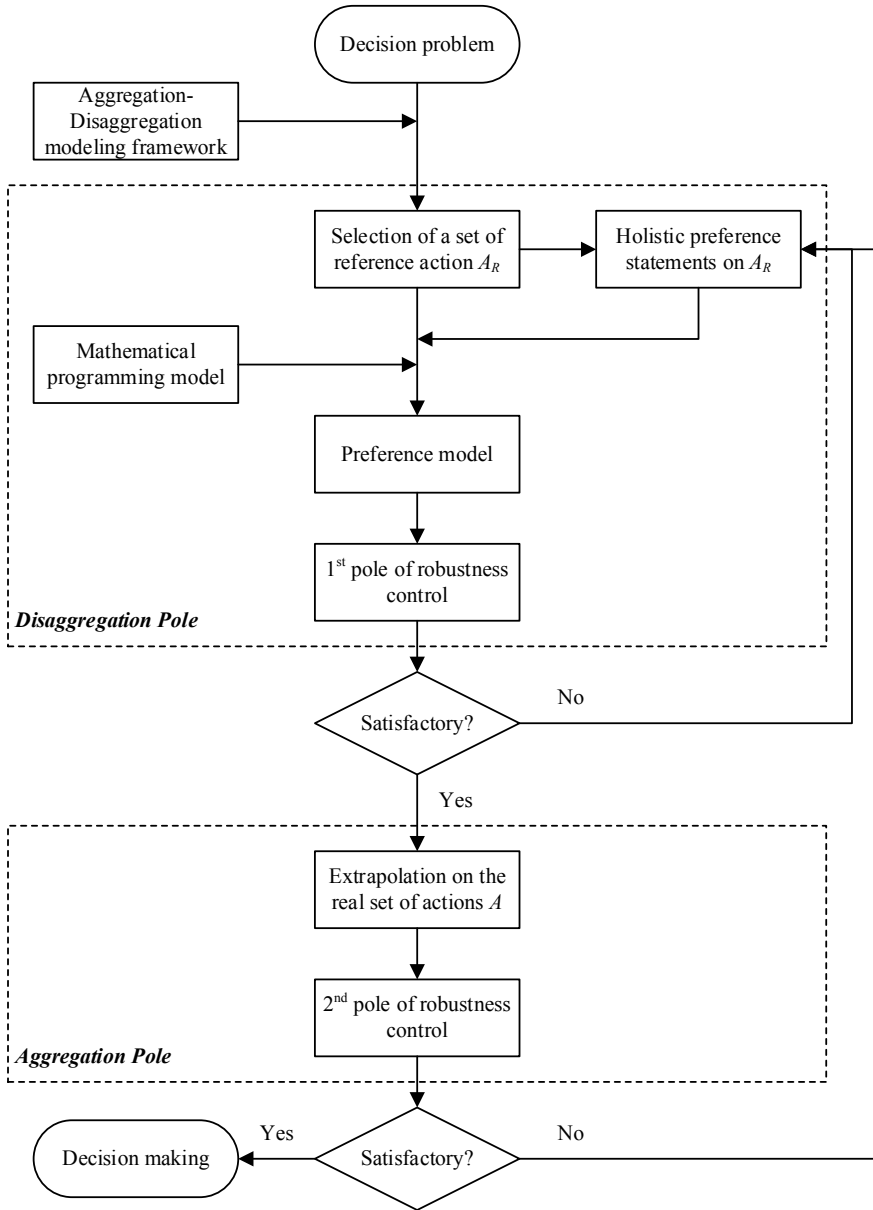 Decision problem
Aggregation-
Disaggregation
modeling framework
Selection of a set of
reference action A_R
Holistic preference
statements on A_R
Mathematical
programming model
Preference model
1st pole of robustness
control
Disaggregation Pole
Satisfactory?
No
Yes
Extrapolation on the
real set of actions A
2nd pole of robustness
control
Aggregation Pole
Satisfactory?
Yes
No
Decision making